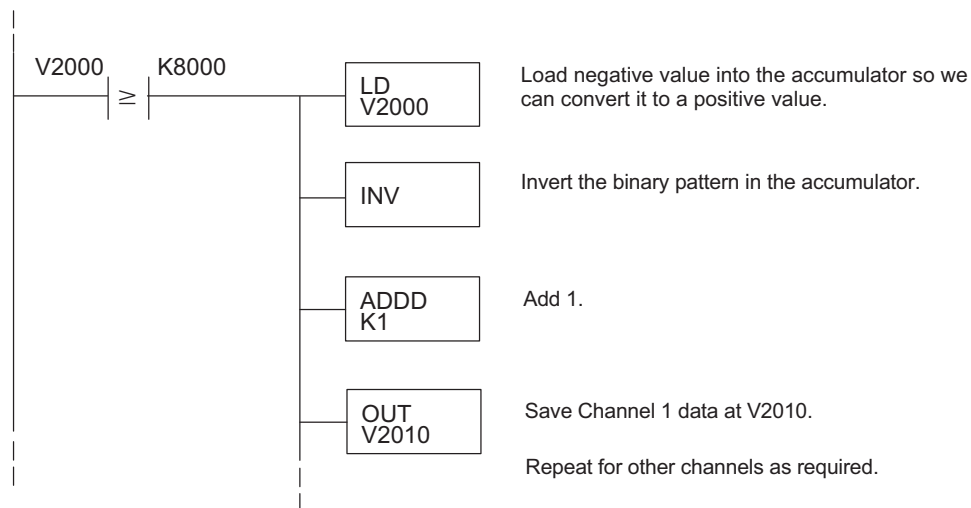 V2000 K8000
≥
LD
V2000
Load negative value into the accumulator so we
can convert it to a positive value.
INV
Invert the binary pattern in the accumulator.
ADDD
K1
Add 1.
OUT
V2010
Save Channel 1 data at V2010.
Repeat for other channels as required.